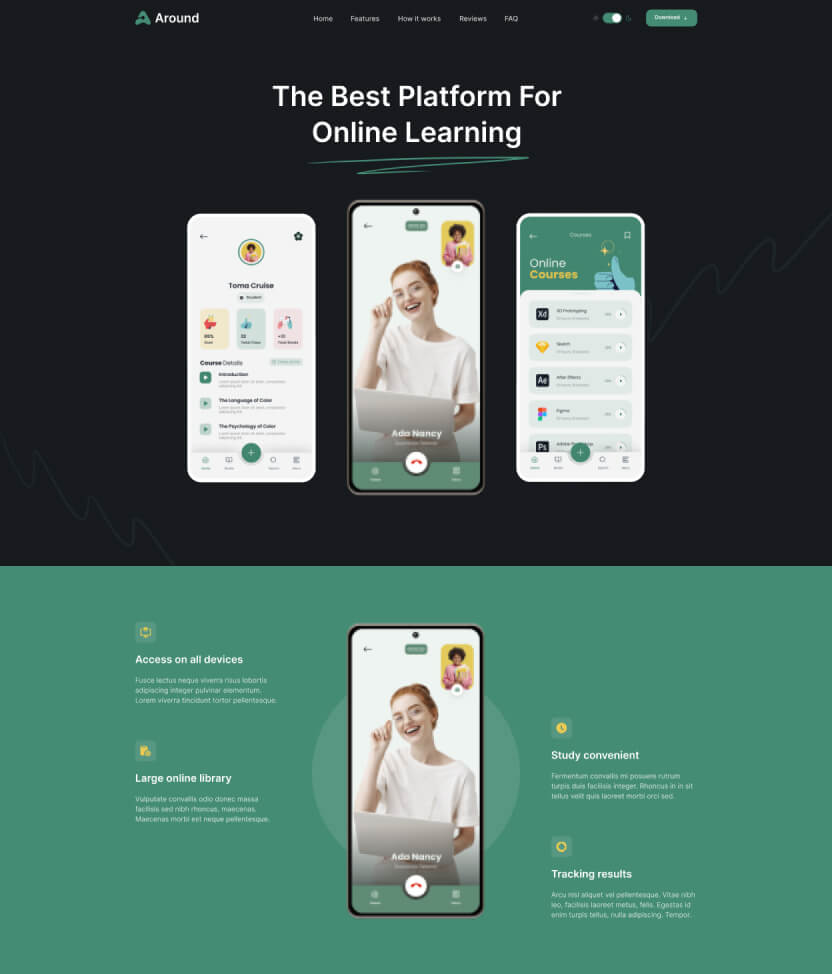 Around
Home Features How it works Reviews FAQ
Download
The Best Platform For
Online Learning
Toma Cruise
Student
Course Details
Introduction
The Language of Color
The Psychology of Color
Ada Nancy
Courses
Online
Courses
Xd
3D Prototyping
Sketch
Ae
After Effects
Figma
Ps
Access on all devices
Fusce lectus neque viverra risus lobortis
adipiscing integer pulvinar elementum.
Lorem viverra tincidunt tortor pellentesque.
Large online library
Vulputate convallis odio donec massa
facilisis sed nibh rhoncus, maecenas.
Maecenas morbi est neque pellentesque.
Ada Nancy
Study convenient
Fermentum convallis mi posuere rutrum
turpis duis facilisis integer. Rhoncus in in sit
tellus velit quis laoreet morbi orci sed.
Tracking results
Arcu nisl aliquet vel pellentesque. Vitae nibh
leo, facilisis laoreet metus, felis. Egestas id
enim turpis tellus, nulla adipiscing. Tempor.